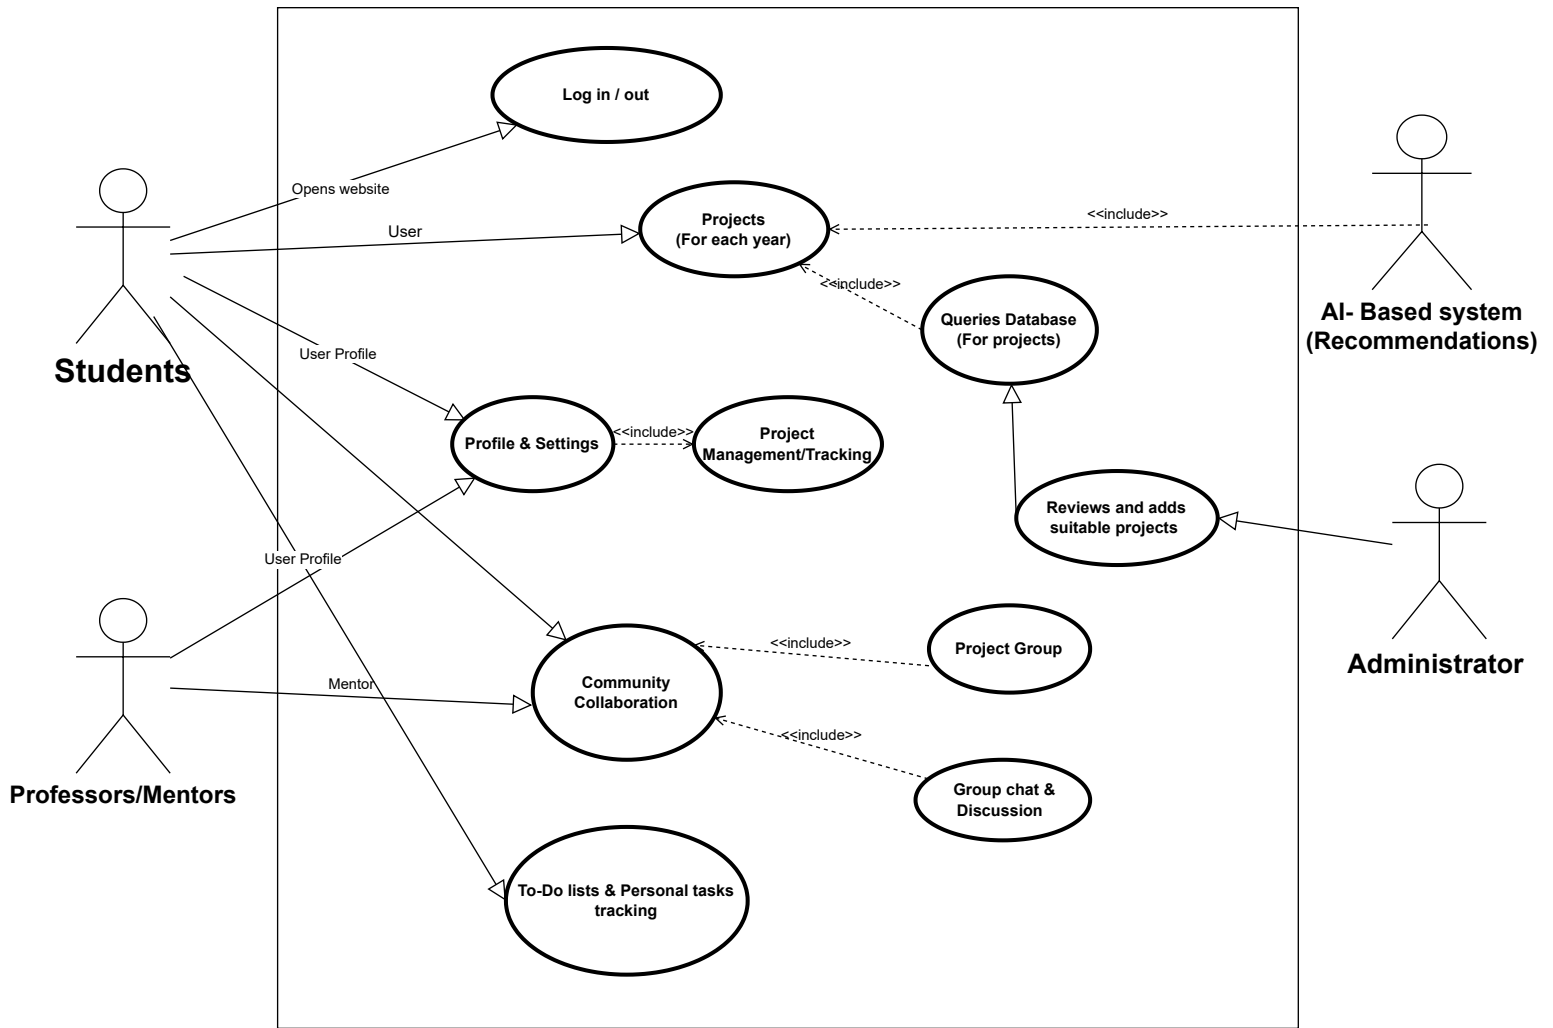 Log in / out
Opens website
User
Projects
(For each year)
<<include>>
<<include>>
Queries Database
(For projects)
AI- Based system
(Recommendations)
Students
User Profile
Profile & Settings
<<include>>
Project
Management/Tracking
Reviews and adds
suitable projects
User Profile
Administrator
Mentor
Community
Collaboration
<<include>>
Project Group
<<include>>
Group chat &
Discussion
Professors/Mentors
To-Do lists & Personal tasks
tracking